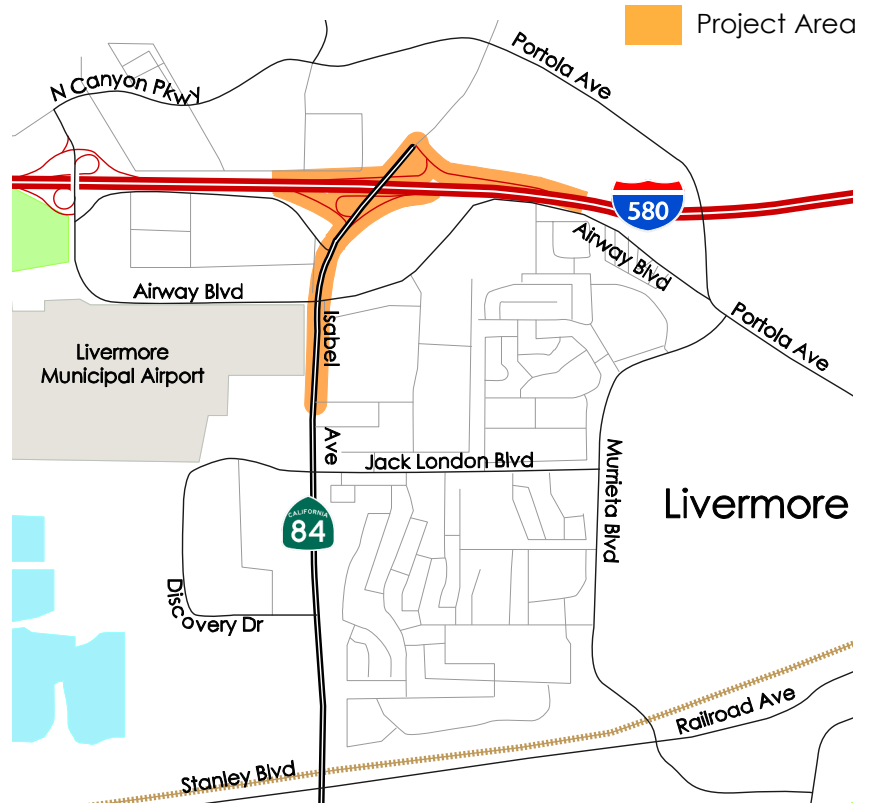 Project Area
Portola Ave
N Canyon Pkwy
580
Airway Blvd
Airway Blvd
Isabel
Ave
Portola Ave
Livermore
Municipal Airport
Jack London Blvd
Murrieta Blvd
Livermore
CALIFORNIA
84
Discovery Dr
Railroad Ave
Stanley Blvd